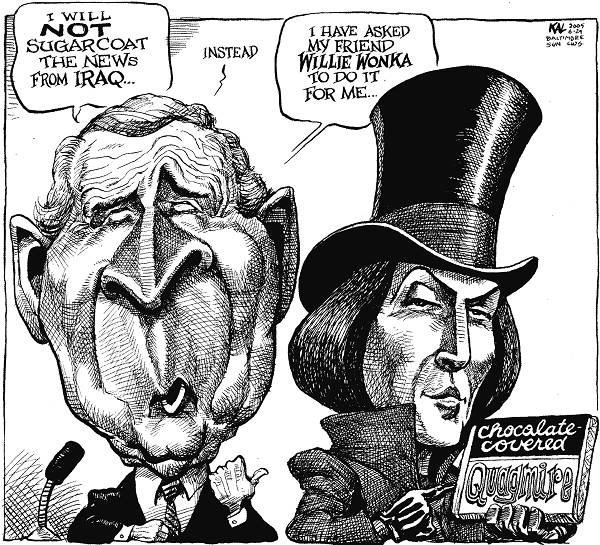 I WILL
NOT
SUGARCOAT
THE NEWS
FROM IRAQ...
INSTEAD
I HAVE ASKED
MY FRIEND
WILLIE WONKA
TO DO IT
FOR ME...
KAL 2005
6-29
BALTIMORE
SUN CWS
chocolate-
covered
Quagmire